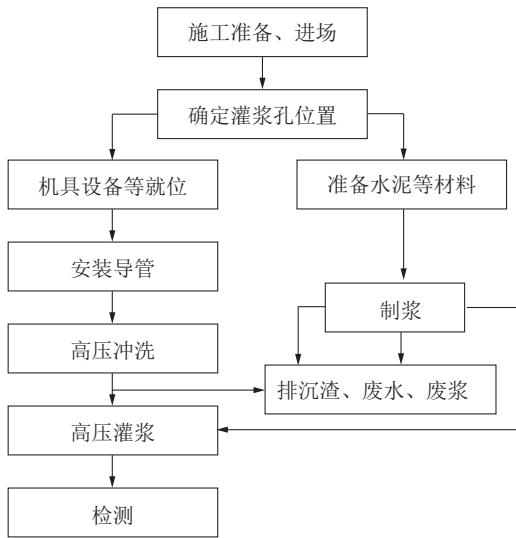 施工准备、进场
确定灌浆孔位置
机具设备等就位
准备水泥等材料
安装导管
制浆
高压冲洗
排沉渣、废水、废浆
高压灌浆
检测